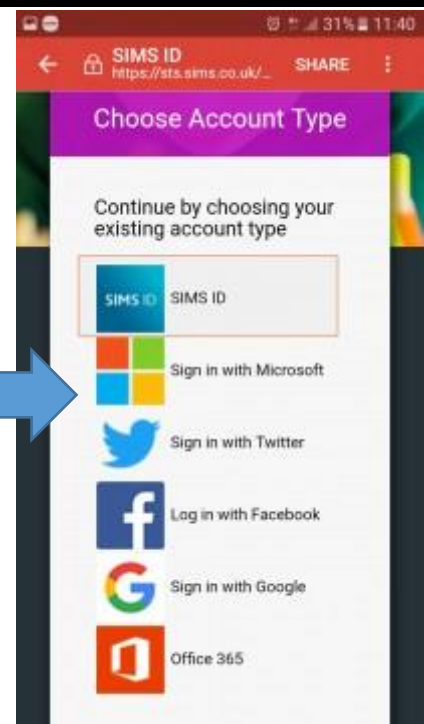 31% 11:40
SIMS ID
https://sts.sims.co.uk/...
SHARE
Choose Account Type
Continue by choosing your
existing account type
SIMS ID SIMS ID
Sign in with Microsoft
Sign in with Twitter
f Log in with Facebook
G Sign in with Google
Office 365